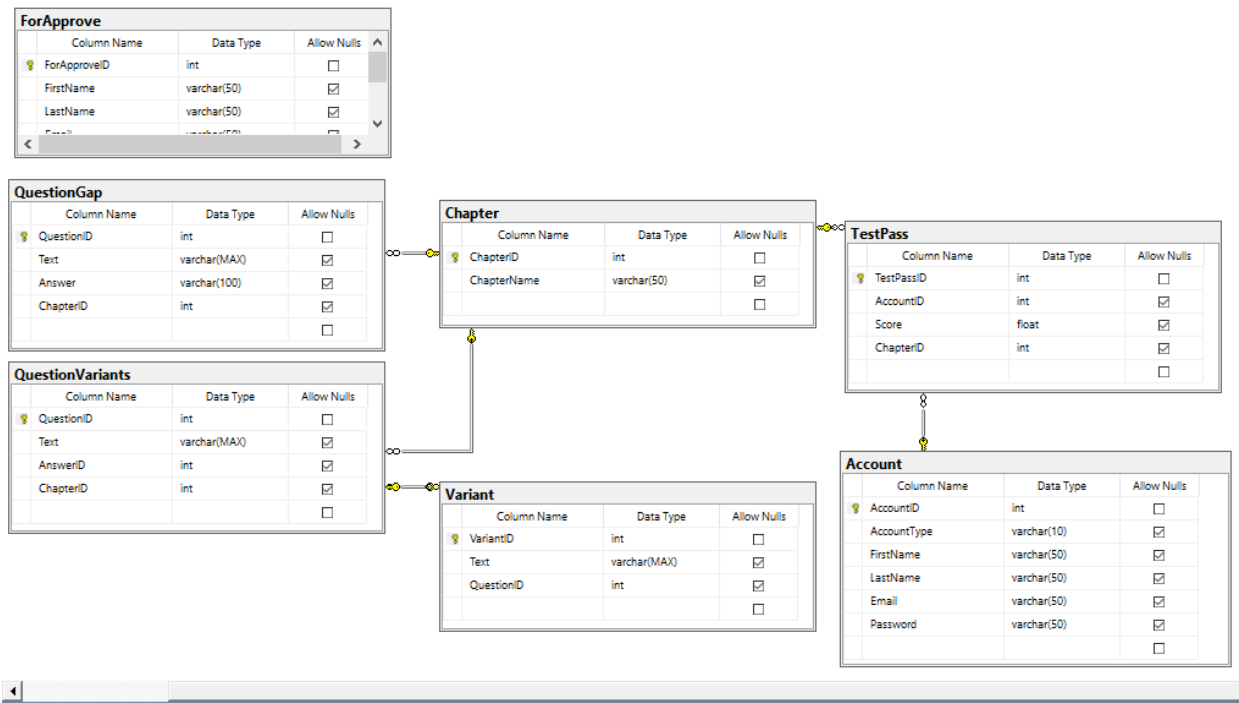 ForApprove
Column Name Data Type Allow Nulls
ForApproveID int
FirstName varchar(50)
LastName varchar(50)
Email varchar(50)
QuestionGap
Column Name Data Type Allow Nulls
QuestionID int
Text varchar(MAX)
Answer varchar(100)
ChapterID int
QuestionVariants
Column Name Data Type Allow Nulls
QuestionID int
Text varchar(MAX)
AnswerID int
ChapterID int
Chapter
Column Name Data Type Allow Nulls
ChapterID int
ChapterName varchar(50)
Variant
Column Name Data Type Allow Nulls
VariantID int
Text varchar(MAX)
QuestionID int
TestPass
Column Name Data Type Allow Nulls
TestPassID int
AccountID int
Score float
ChapterID int
Account
Column Name Data Type Allow Nulls
AccountID int
AccountType varchar(10)
FirstName varchar(50)
LastName varchar(50)
Email varchar(50)
Password varchar(50)